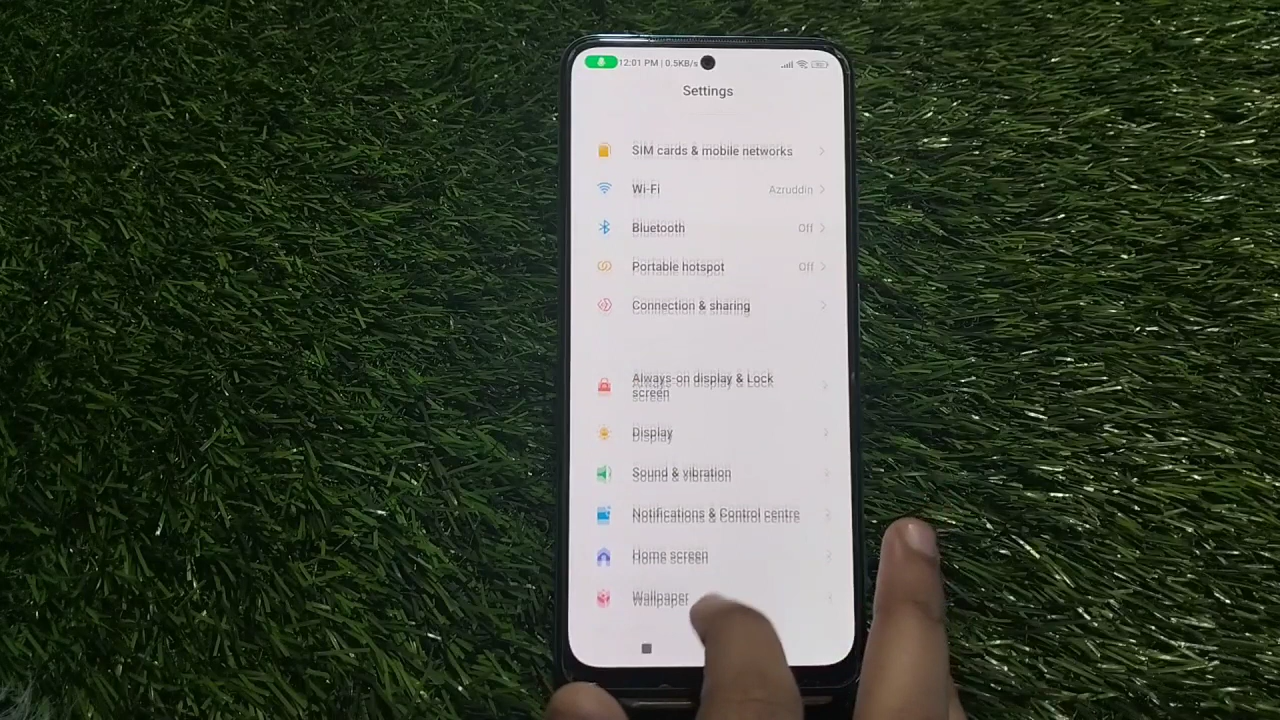 12:01 PM | 0.5KB/s
Settings
SIM cards & mobile networks
Wi-Fi Azruddin
Bluetooth Off
Portable hotspot Off
Connection & sharing
Always-on display & Lock
screen
Display
Sound & vibration
Notifications & Control centre
Home screen
Wallpaper